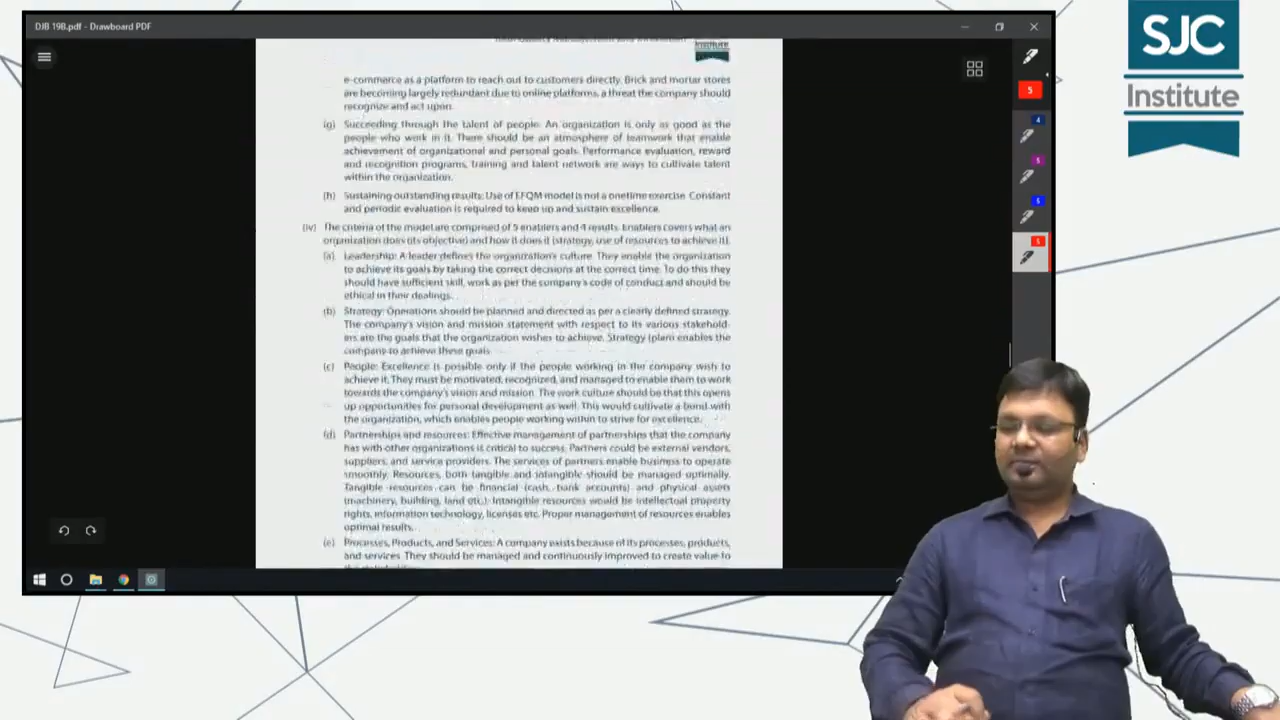 DJB 19B.pdf - Drawboard PDF
SJC
Institute
Institute
e-commerce as a platform to reach out to customers directly. Brick and mortar stores
are becoming largely redundant due to online platforms, a threat the company should
recognize and act upon.
(g) Succeeding through the talent of people: An organization is only as good as the
people who work in it. There should be an atmosphere of teamwork that enable
achievement of organizational and personal goals. Performance evaluation, reward
and recognition programs, training and talent network are ways to cultivate talent
within the organization.
(h) Sustaining outstanding results: Use of EFQM model is not a onetime exercise. Constant
and periodic evaluation is required to keep up and sustain excellence.
(iv) The criteria of the model are comprised of 5 enablers and 4 results. Enablers covers what an
organization does (its objective) and how it does it (strategy, use of resources to achieve it).
(a) Leadership: A leader defines the organization's culture. They enable the organization
to achieve its goals by taking the correct decisions at the correct time. To do this they
should have sufficient skill, work as per the company's code of conduct and should be
ethical in their dealings.
(b) Strategy: Operations should be planned and directed as per a clearly defined strategy.
The company's vision and mission statement with respect to its various stakehold-
ers are the goals that the organization wishes to achieve. Strategy (plan) enables the
company to achieve these goals.
(c) People: Excellence is possible only if the people working in the company wish to
achieve it. They must be motivated, recognized, and managed to enable them to work
towards the company's vision and mission. The work culture should be that this opens
up opportunities for personal development as well. This would cultivate a bond with
the organization, which enables people working within to strive for excellence.
(d) Partnerships and resources: Effective management of partnerships that the company
has with other organizations is critical to success. Partners could be external vendors,
suppliers, and service providers. The services of partners enable business to operate
smoothly. Resources, both tangible and intangible should be managed optimally.
Tangible resources can be financial (cash, bank accounts) and physical assets
(machinery, building, land etc.). Intangible resources would be intellectual property
rights, information technology, licenses etc. Proper management of resources enables
optimal results.
(e) Processes, Products, and Services: A company exists because of its processes, products,
and services. They should be managed and continuously improved to create value to
5
4
5
6
5